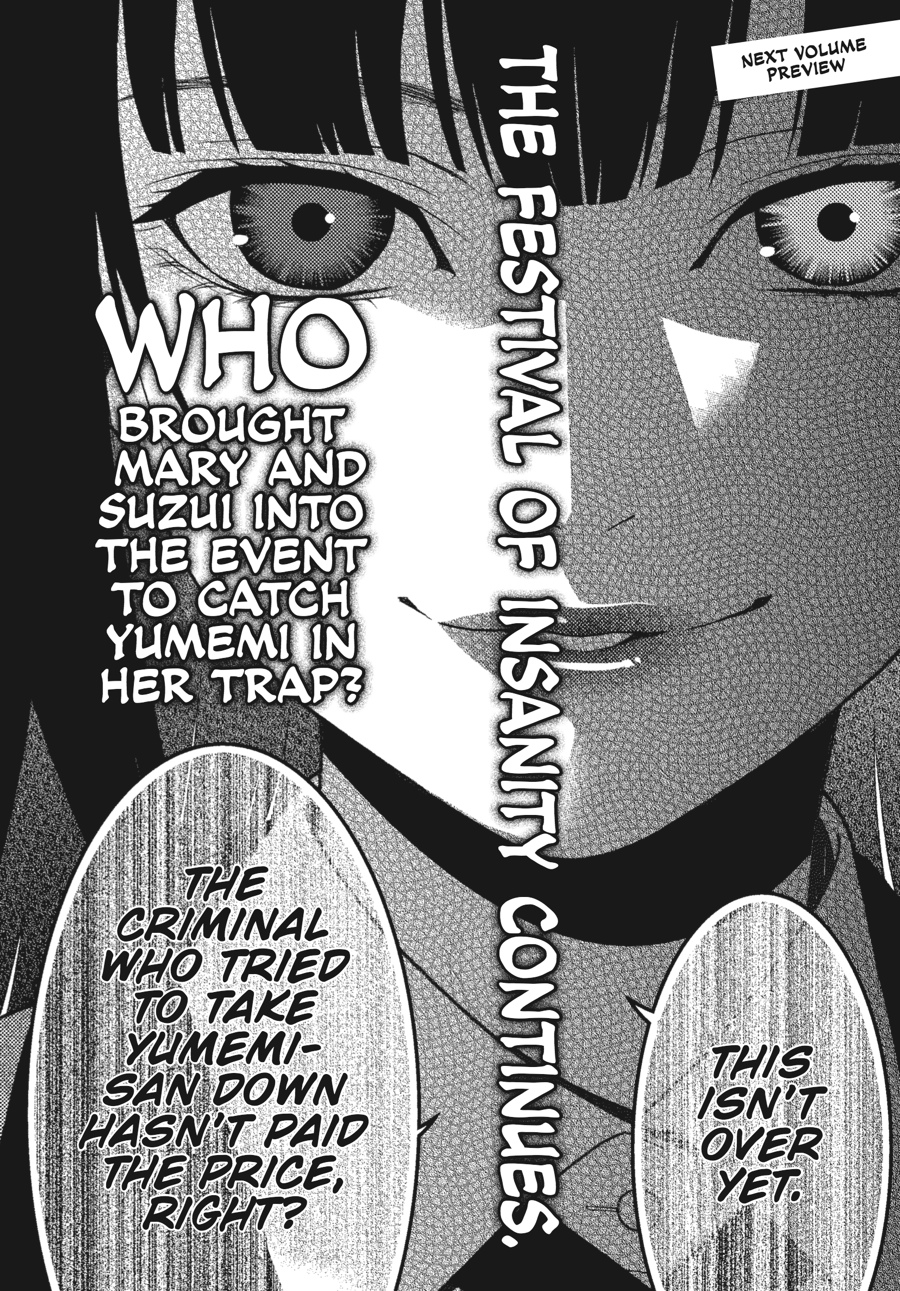 NEXT VOLUME
PREVIEW
THE FESTIVAL OF INSANITY CONTINUES.
WHO
BROUGHT
MARY AND
SUZUI INTO
THE EVENT
TO CATCH
YUMEMI IN
HER TRAP?
THIS
ISN'T
OVER
YET.
THE
CRIMINAL
WHO TRIED
TO TAKE
YUMEMI-
SAN DOWN
HASN'T PAID
THE PRICE,
RIGHT?